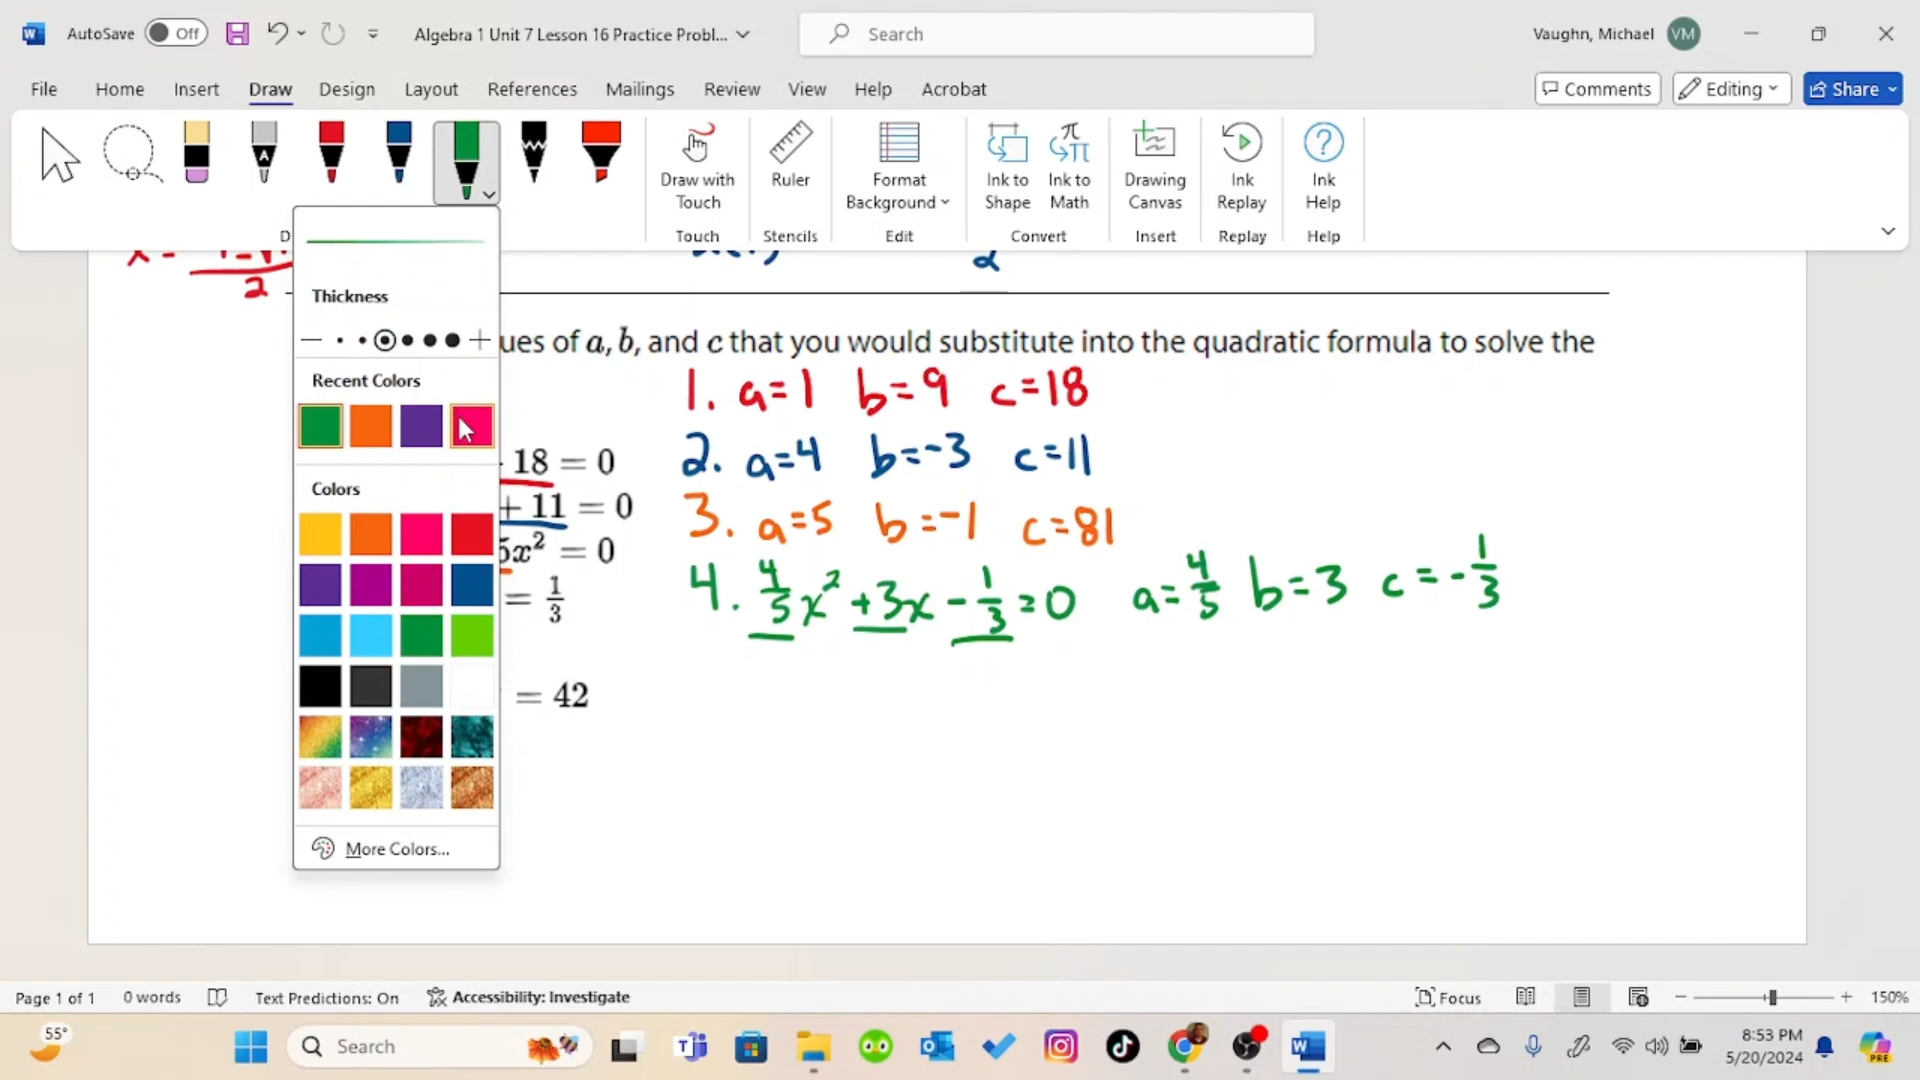 AutoSave Off Algebra 1 Unit 7 Lesson 16 Practice Probl... Search Vaughn, Michael VM
File Home Insert Draw Design Layout References Mailings Review View Help Acrobat Comments Editing Share
A
Draw with Touch Ruler Format Background Ink to Shape Ink to Math Drawing Canvas Ink Replay Ink Help
Touch Stencils Edit Convert Insert Replay Help
Thickness
Recent Colors
Colors
More Colors...
ues of a, b, and c that you would substitute into the quadratic formula to solve the
18 = 0
+ 11 = 0
5x² = 0
= 1/3
= 42
1. a=1 b=9 c=18
2. a=4 b=-3 c=11
3. a=5 b=-1 c=81
4. 4/5x² +3x - 1/3 = 0 a=4/5 b=3 c=-1/3
Page 1 of 1 0 words Text Predictions: On Accessibility: Investigate Focus 150%
55° Search 8:53 PM
5/20/2024
PRE